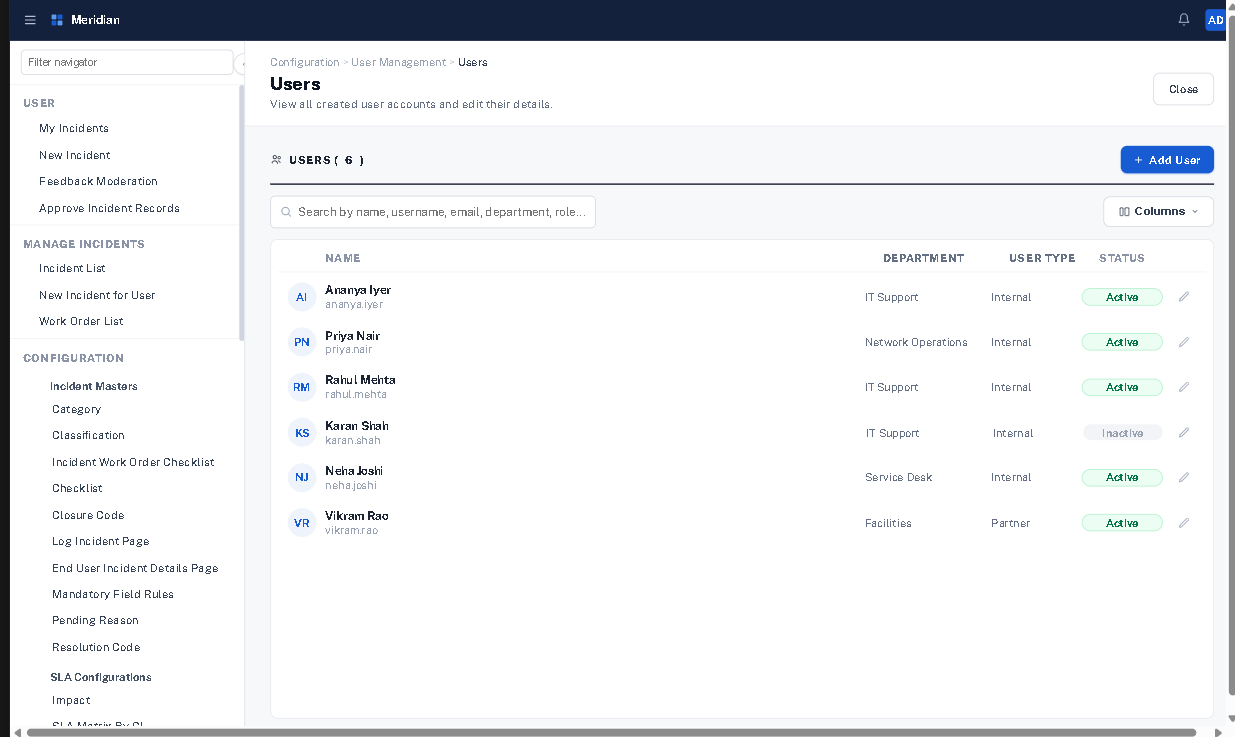 Meridian
AD
Filter navigator
USER
My Incidents
New Incident
Feedback Moderation
Approve Incident Records
MANAGE INCIDENTS
Incident List
New Incident for User
Work Order List
CONFIGURATION
Incident Masters
Category
Classification
Incident Work Order Checklist
Checklist
Closure Code
Log Incident Page
End User Incident Details Page
Mandatory Field Rules
Pending Reason
Resolution Code
SLA Configurations
Impact
SLA Matrix By CI
Configuration > User Management > Users
Users
View all created user accounts and edit their details.
Close
USERS ( 6 )
+ Add User
Search by name, username, email, department, role...
Columns
NAME DEPARTMENT USER TYPE STATUS
AI Ananya Iyer IT Support Internal Active
ananya.iyer
PN Priya Nair Network Operations Internal Active
priya.nair
RM Rahul Mehta IT Support Internal Active
rahul.mehta
KS Karan Shah IT Support Internal Inactive
karan.shah
NJ Neha Joshi Service Desk Internal Active
neha.joshi
VR Vikram Rao Facilities Partner Active
vikram.rao